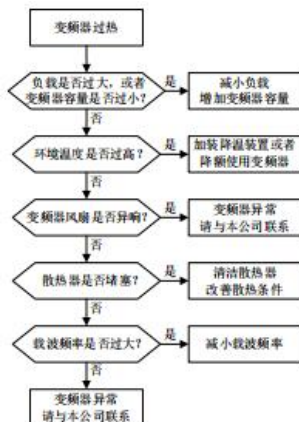 变频器过热
负载是否过大，或者
变频器容量是否过小？
是
减小负载
增加变频器容量
否
环境温度是否过高？
是
加装降温装置或者
降额使用变频器
否
变频器风扇是否异响？
是
变频器异常
请与本公司联系
否
散热器是否堵塞？
是
清洁散热器
改善散热条件
否
载波频率是否过大？
是
减小载波频率
否
变频器异常
请与本公司联系